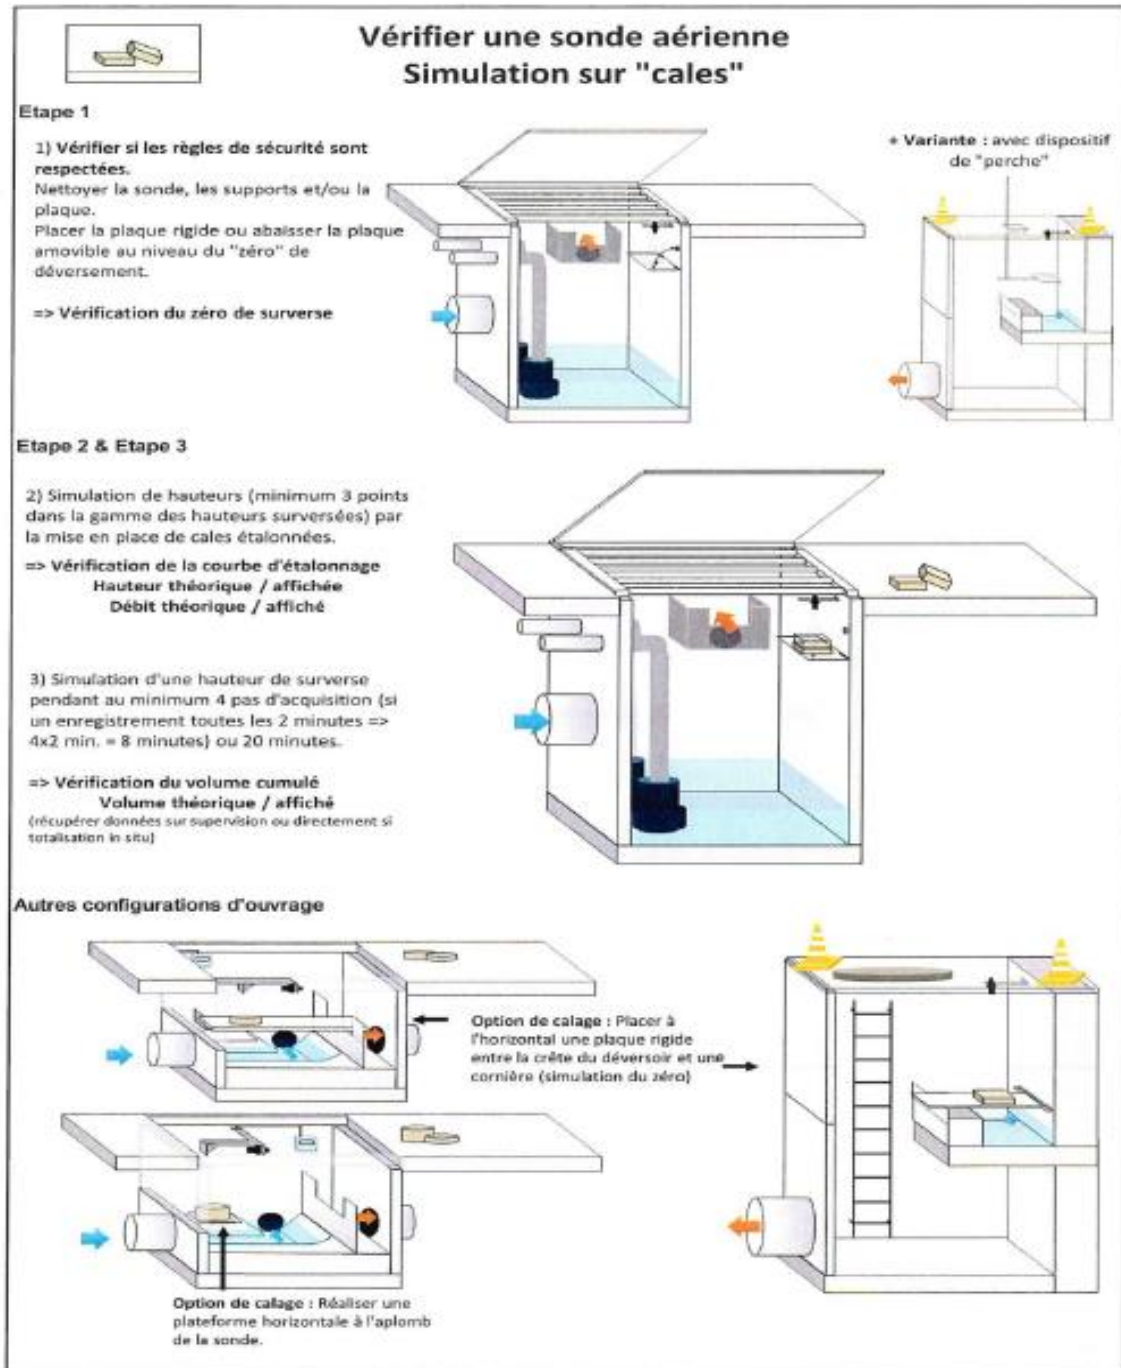 Vérifier une sonde aérienne
Simulation sur "cales"
Etape 1
1) Vérifier si les règles de sécurité sont
respectées.
Nettoyer la sonde, les supports et/ou la
plaque.
Placer la plaque rigide ou abaisser la plaque
amovible au niveau du "zéro" de
déversement.
=> Vérification du zéro de surverse
+ Variante : avec dispositif
de "perche"
Etape 2 & Etape 3
2) Simulation de hauteurs (minimum 3 points
dans la gamme des hauteurs surversées) par
la mise en place de cales étalonnées.
=> Vérification de la courbe d'étalonnage
Hauteur théorique / affichée
Débit théorique / affiché
3) Simulation d'une hauteur de surverse
pendant au minimum 4 pas d'acquisition (si
un enregistrement toutes les 2 minutes =>
4x2 min. = 8 minutes) ou 20 minutes.
=> Vérification du volume cumulé
Volume théorique / affiché
(récupérer données sur supervision ou directement si
totalisation in situ)
Autres configurations d'ouvrage
Option de calage : Placer à
l'horizontal une plaque rigide
entre la crête du déversoir et une
cornière (simulation du zéro)
Option de calage : Réaliser une
plateforme horizontale à l'aplomb
de la sonde.